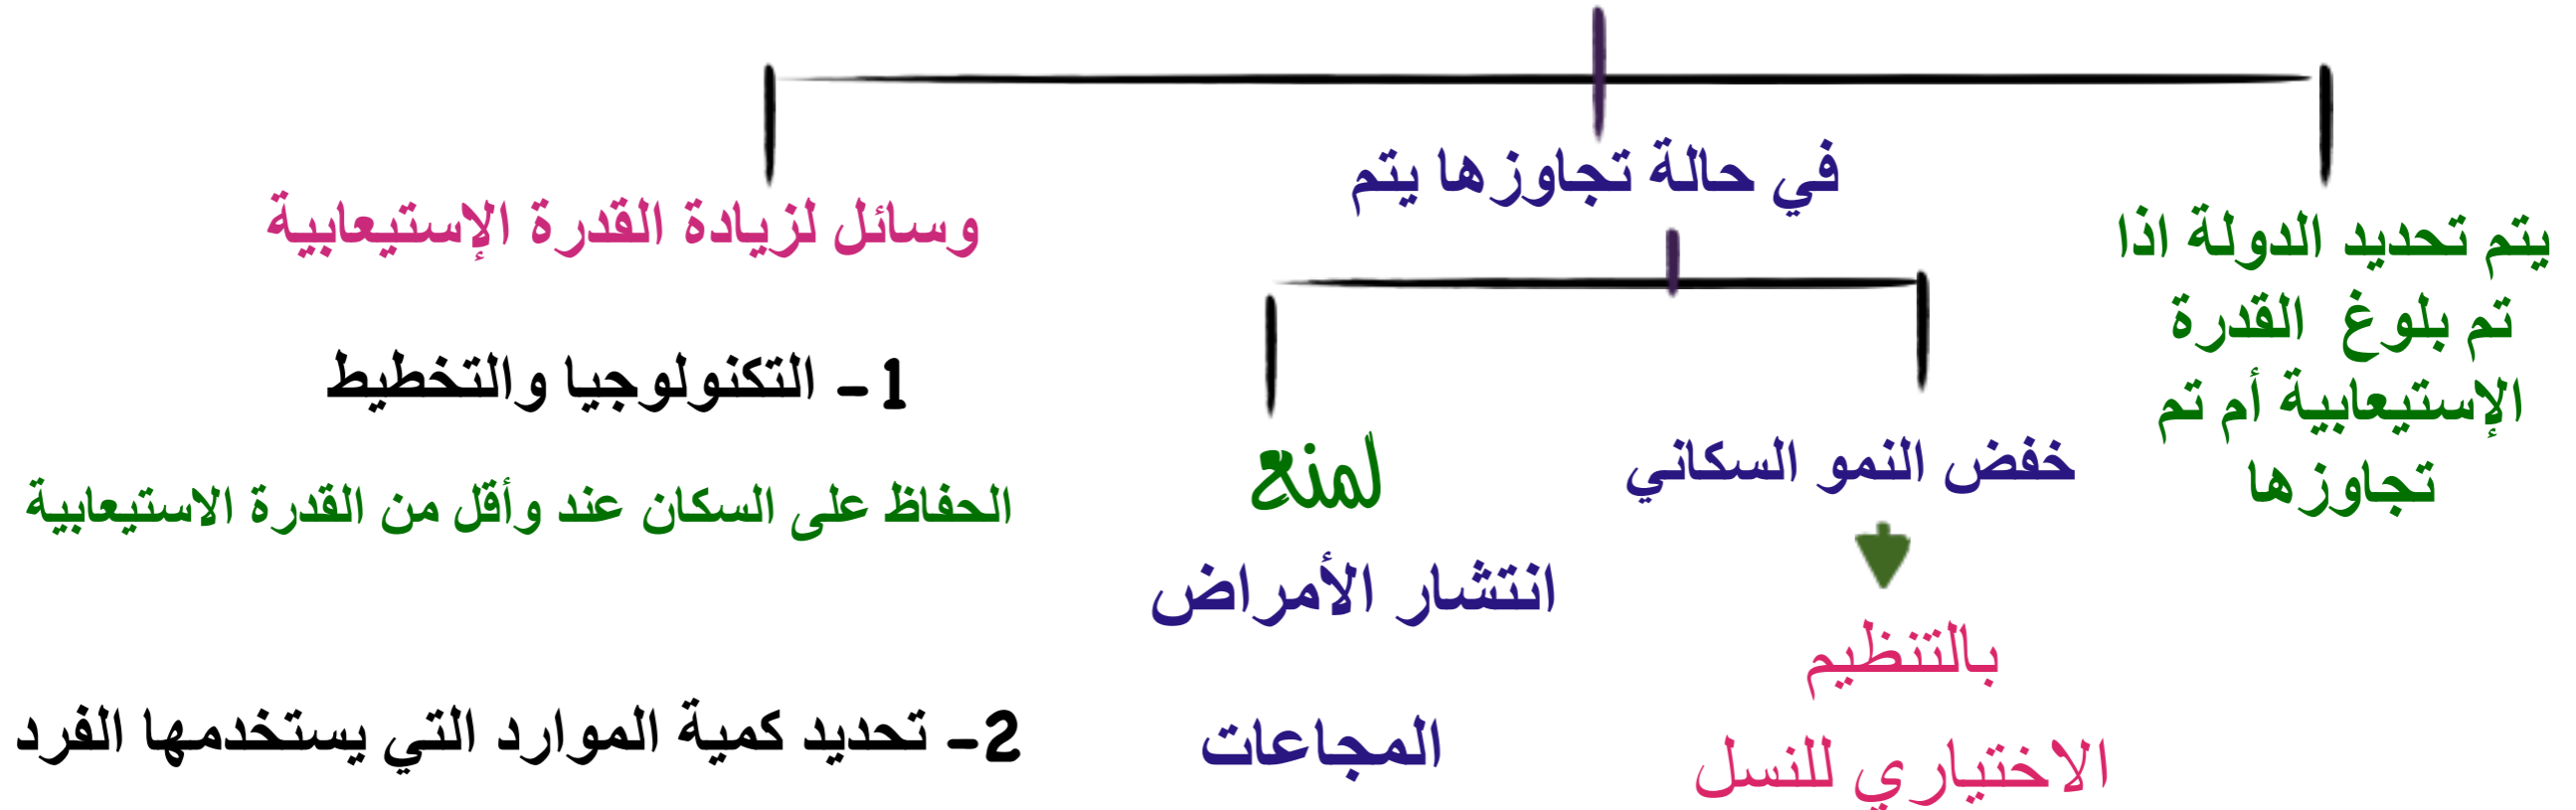 يتم تحديد الدولة اذا
تم بلوغ القدرة
الإستيعابية أم تم
تجاوزها
في حالة تجاوزها يتم
خفض النمو السكاني
بالتنظيم
الاختياري للنسل
لمنع
انتشار الأمراض
المجاعات
وسائل لزيادة القدرة الإستيعابية
1- التكنولوجيا والتخطيط
الحفاظ على السكان عند وأقل من القدرة الاستيعابية
2- تحديد كمية الموارد التي يستخدمها الفرد